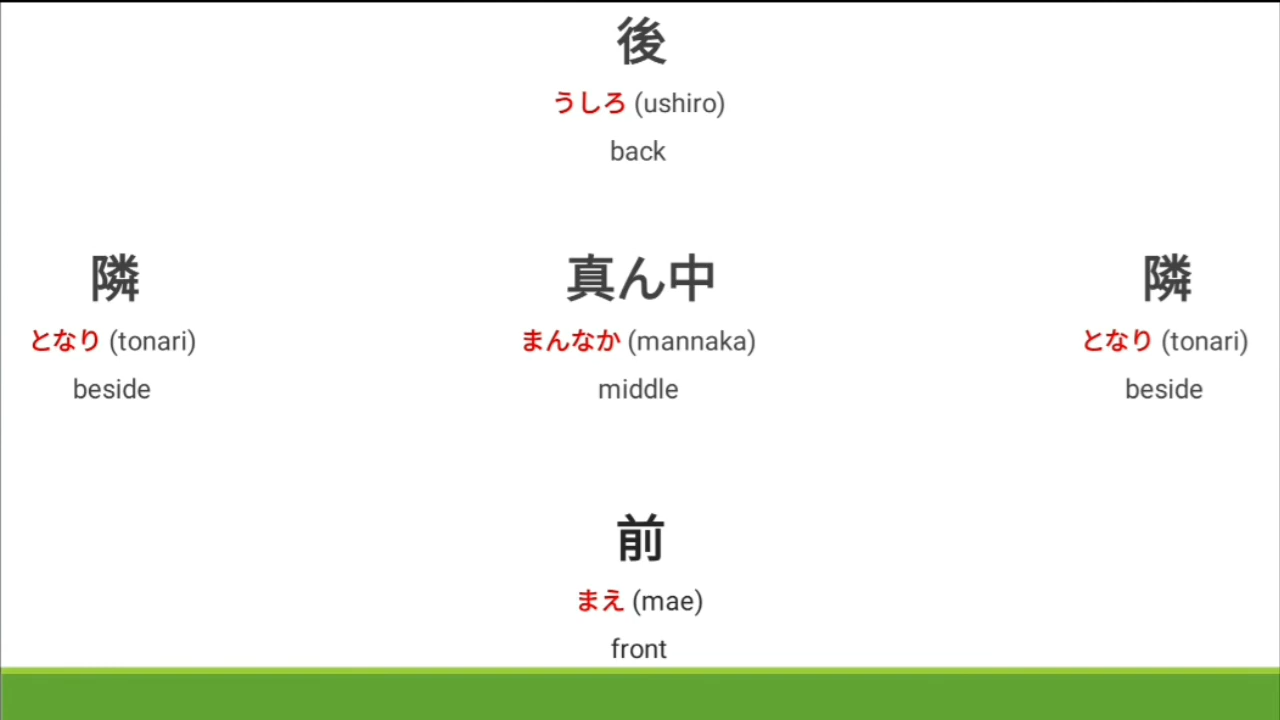 後
うしろ (ushiro)
back
隣 真ん中 隣
となり (tonari) まんなか (mannaka) となり (tonari)
beside middle beside
前
まえ (mae)
front